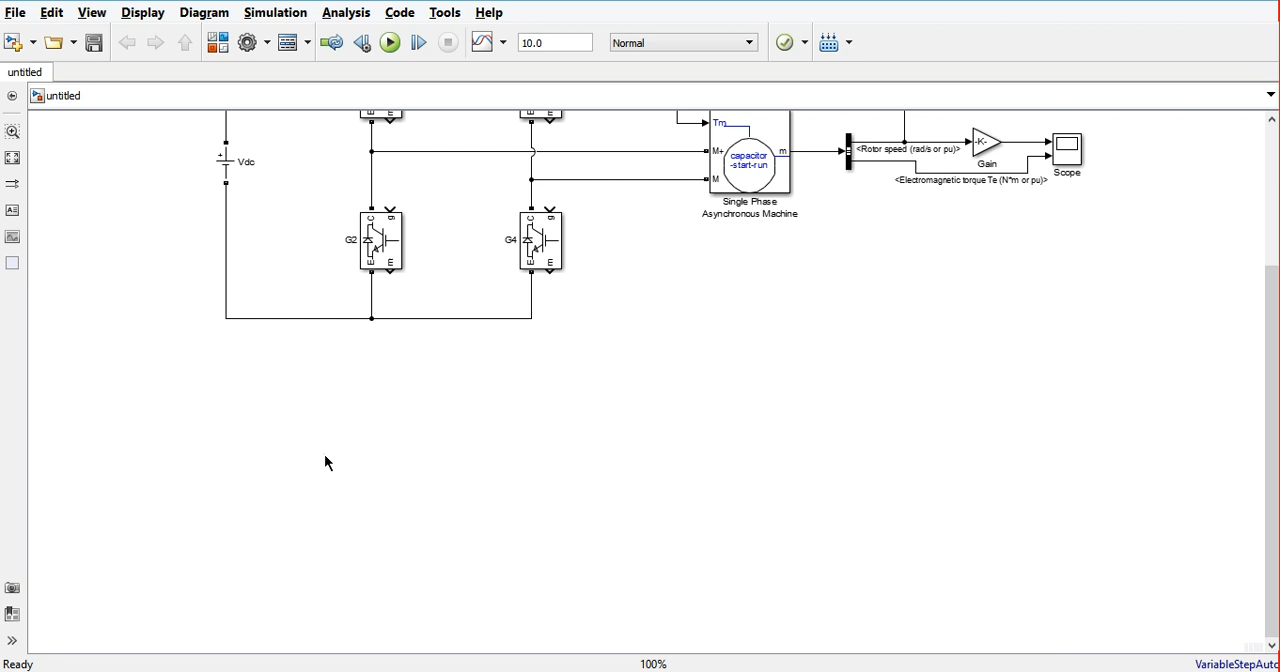 File Edit View Display Diagram Simulation Analysis Code Tools Help
10.0 Normal
untitled
untitled
E m E m
Tm
+ Vdc
M+ capacitor -start-run m
<Rotor speed (rad/s or pu)> -K- Gain Scope
M
<Electromagnetic torque Te (N*m or pu)>
Single Phase
Asynchronous Machine
C g C g
G2 G4
E m E m
Ready 100% VariableStepAuto